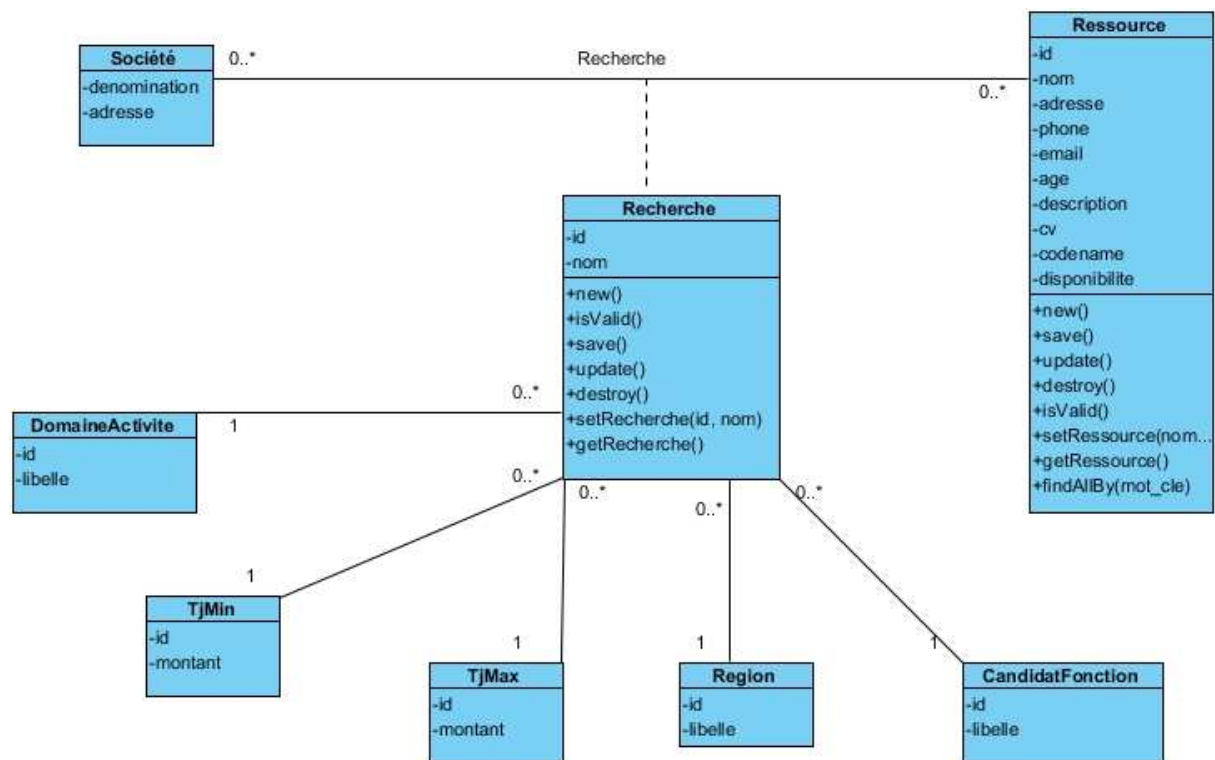 Ressource
-id
-nom
-adresse
-phone
-email
-age
-description
-cv
-codename
-disponibilite
+new()
+save()
+update()
+destroy()
+isValid()
+setRessource(nom...
+getRessource()
+findAllBy(mot_cle)
Société
-denomination
-adresse
0..*
Recherche
0..*
Recherche
-id
-nom
+new()
+isValid()
+save()
+update()
+destroy()
+setRecherche(id, nom)
+getRecherche()
0..*
1
DomaineActivite
-id
-libelle
0..*
0..*
0..*
0..*
1
TjMin
-id
-montant
1
TjMax
-id
-montant
1
Region
-id
-libelle
1
CandidatFonction
-id
-libelle